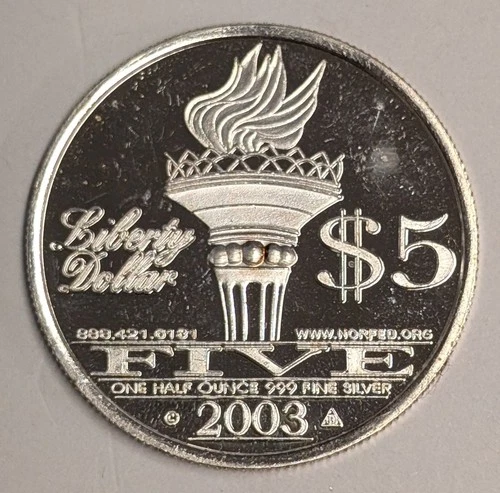 Liberty
Dollar
$5
888.421.6181
WWW.NORFED.ORG
FIVE
ONE HALF OUNCE 999 FINE SILVER
© 2003